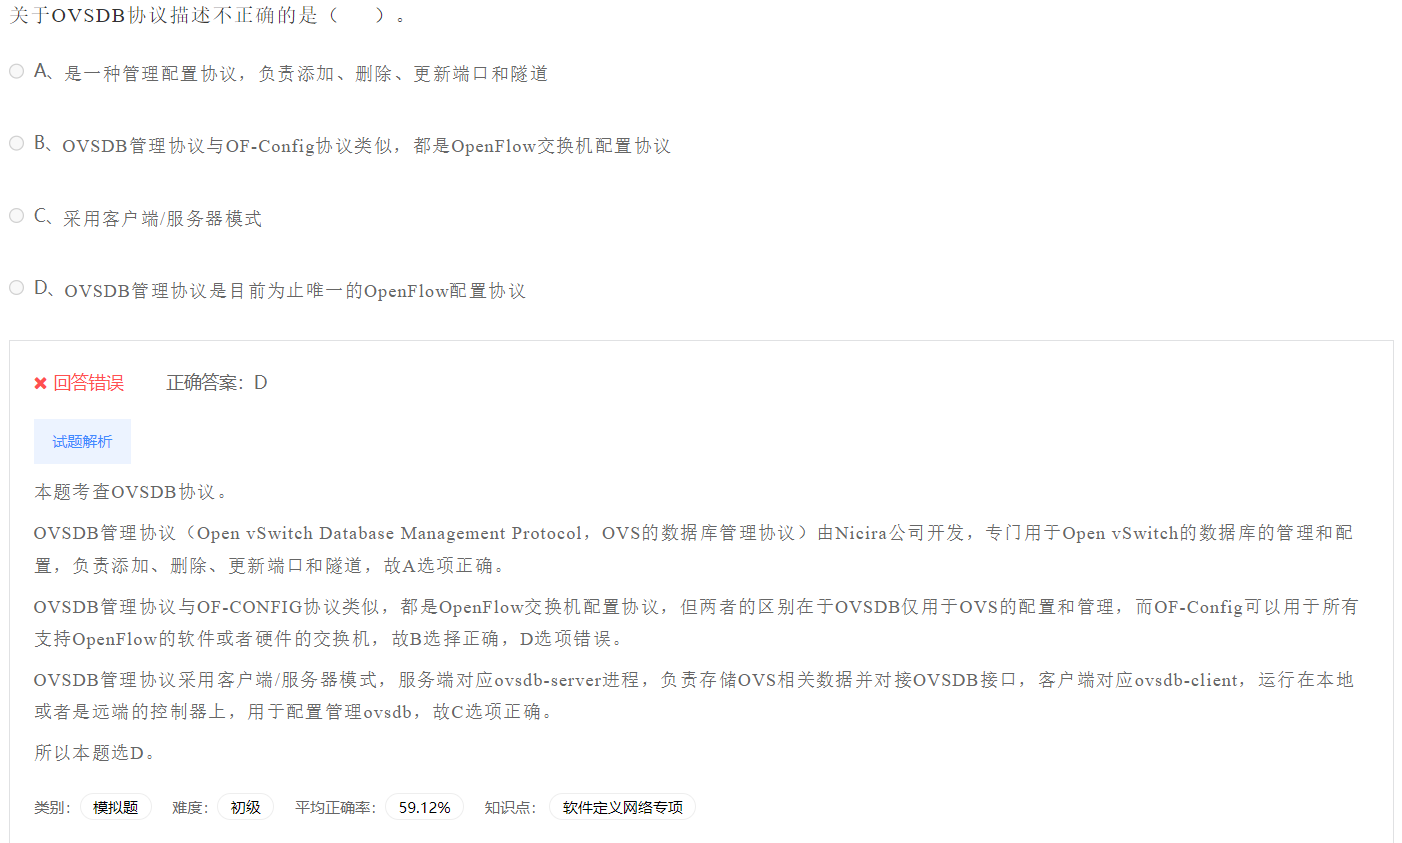 关于OVSDB协议描述不正确的是（　　）。
A、是一种管理配置协议，负责添加、删除、更新端口和隧道
B、OVSDB管理协议与OF-Config协议类似，都是OpenFlow交换机配置协议
C、采用客户端/服务器模式
D、OVSDB管理协议是目前为止唯一的OpenFlow配置协议
✖ 回答错误　　正确答案：D
试题解析
本题考查OVSDB协议。
OVSDB管理协议（Open vSwitch Database Management Protocol，OVS的数据库管理协议）由Nicira公司开发，专门用于Open vSwitch的数据库的管理和配
置，负责添加、删除、更新端口和隧道，故A选项正确。
OVSDB管理协议与OF-CONFIG协议类似，都是OpenFlow交换机配置协议，但两者的区别在于OVSDB仅用于OVS的配置和管理，而OF-Config可以用于所有
支持OpenFlow的软件或者硬件的交换机，故B选择正确，D选项错误。
OVSDB管理协议采用客户端/服务器模式，服务端对应ovsdb-server进程，负责存储OVS相关数据并对接OVSDB接口，客户端对应ovsdb-client，运行在本地
或者是远端的控制器上，用于配置管理ovsdb，故C选项正确。
所以本题选D。
类别： 模拟题 难度： 初级 平均正确率： 59.12% 知识点： 软件定义网络专项